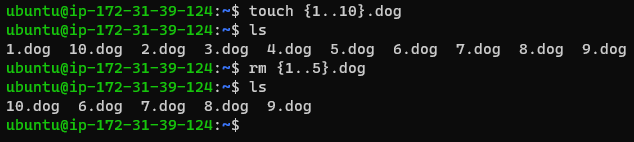 ubuntu@ip-172-31-39-124:~$ touch {1..10}.dog
ubuntu@ip-172-31-39-124:~$ ls
1.dog  10.dog  2.dog  3.dog  4.dog  5.dog  6.dog  7.dog  8.dog  9.dog
ubuntu@ip-172-31-39-124:~$ rm {1..5}.dog
ubuntu@ip-172-31-39-124:~$ ls
10.dog  6.dog  7.dog  8.dog  9.dog
ubuntu@ip-172-31-39-124:~$